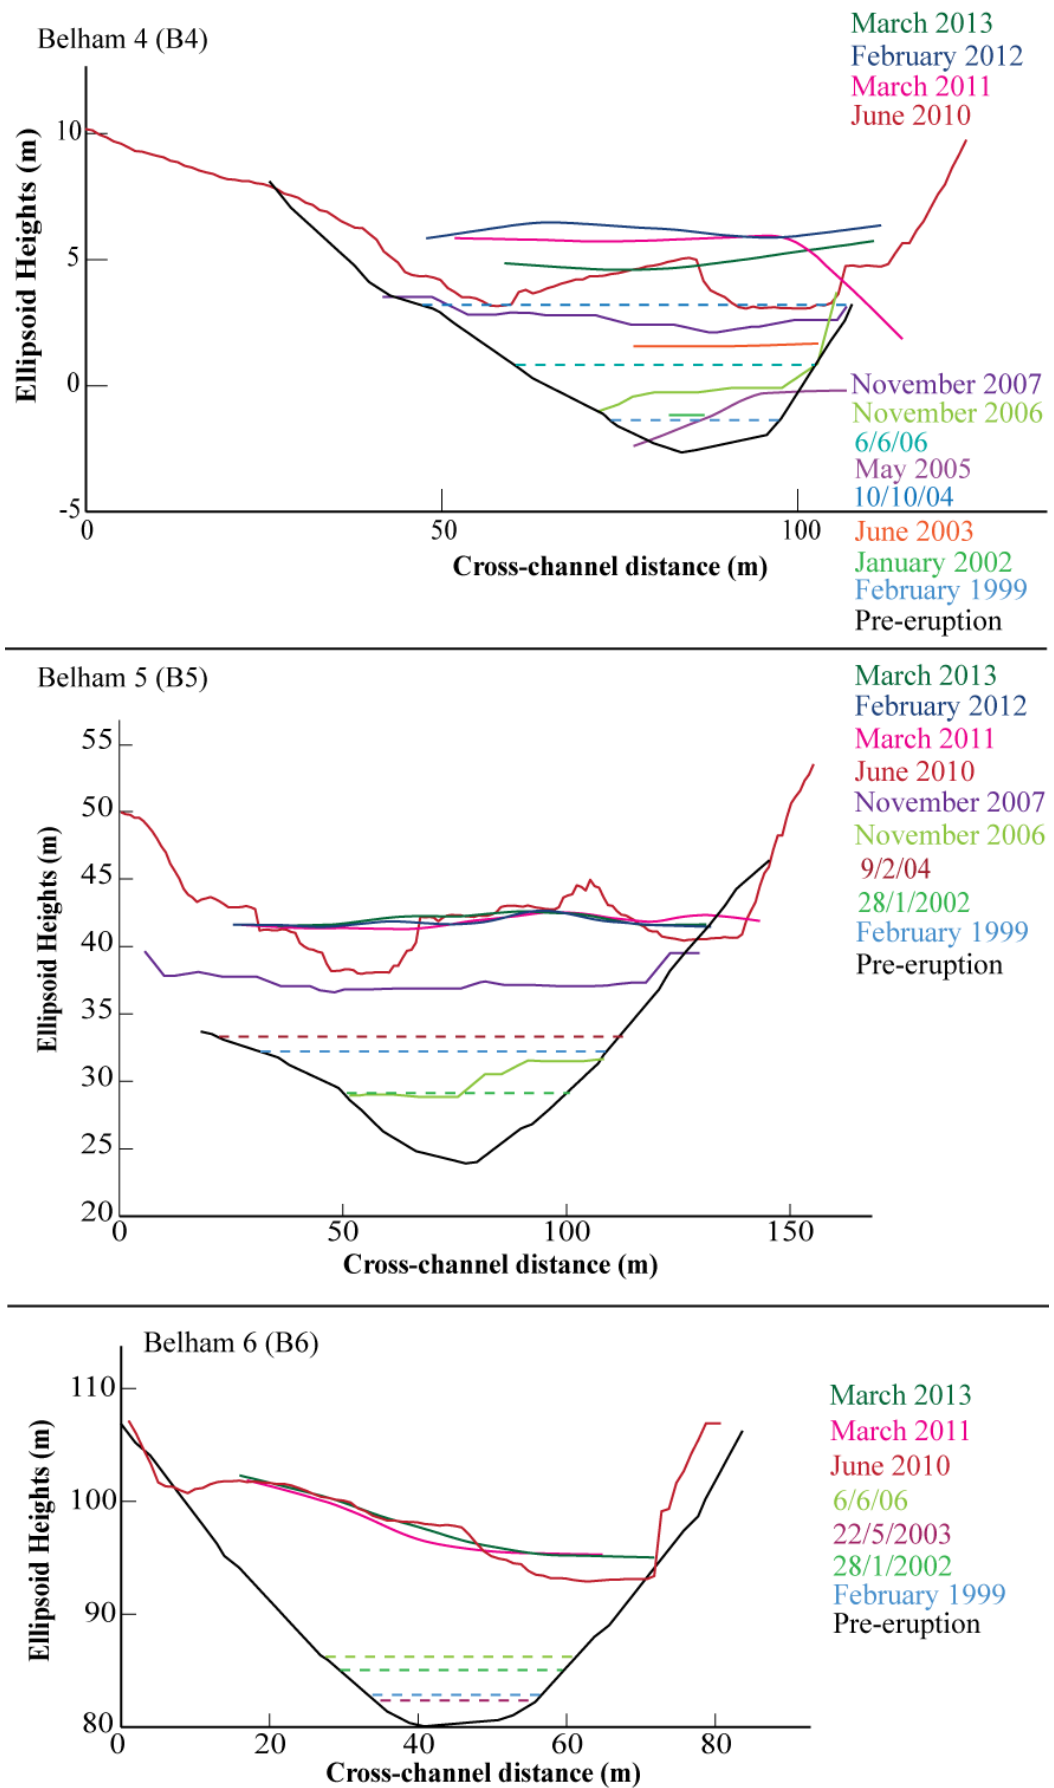 Belham 4 (B4)
March 2013
February 2012
March 2011
June 2010
Ellipsoid Heights (m)
10
5
0
-5
0
50
100
Cross-channel distance (m)
November 2007
November 2006
6/6/06
May 2005
10/10/04
June 2003
January 2002
February 1999
Pre-eruption
Belham 5 (B5)
March 2013
February 2012
March 2011
June 2010
November 2007
November 2006
9/2/04
28/1/2002
February 1999
Pre-eruption
Ellipsoid Heights (m)
55
50
45
40
35
30
25
20
0
50
100
150
Cross-channel distance (m)
Belham 6 (B6)
March 2013
March 2011
June 2010
6/6/06
22/5/2003
28/1/2002
February 1999
Pre-eruption
Ellipsoid Heights (m)
110
100
90
80
0
20
40
60
80
Cross-channel distance (m)